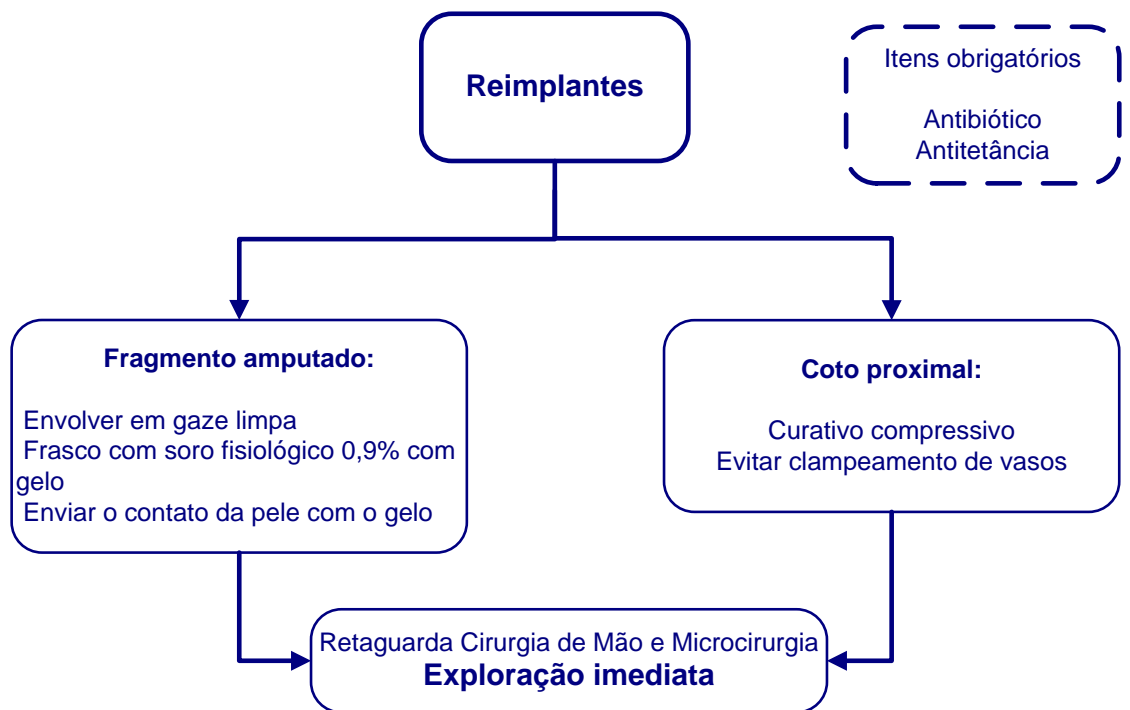 Reimplantes
Itens obrigatórios
Antibiótico
Antitetância
Fragmento amputado:
Envolver em gaze limpa
Frasco com soro fisiológico 0,9% com
gelo
Enviar o contato da pele com o gelo
Coto proximal:
Curativo compressivo
Evitar clampeamento de vasos
Retaguarda Cirurgia de Mão e Microcirurgia
Exploração imediata